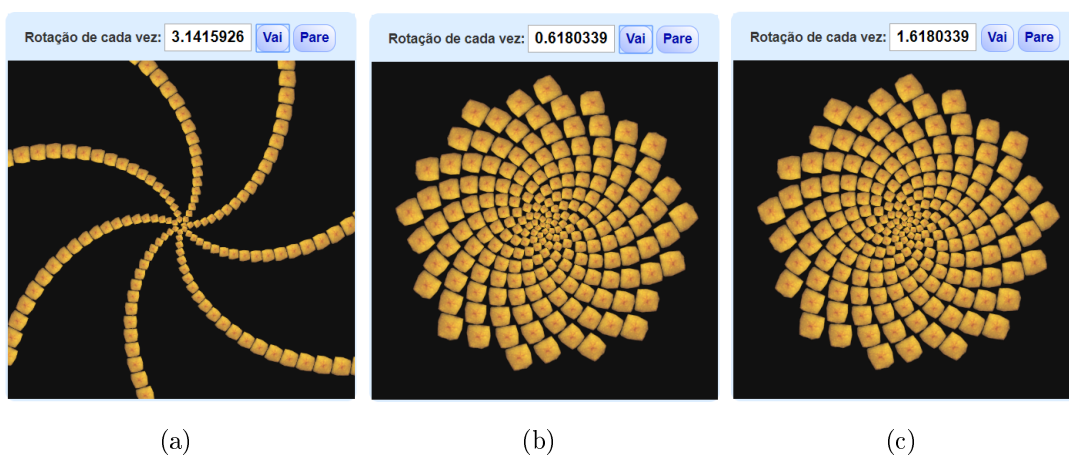 Rotação de cada vez: 3.1415926 Vai Pare
Rotação de cada vez: 0.6180339 Vai Pare
Rotação de cada vez: 1.6180339 Vai Pare
(a)
(b)
(c)